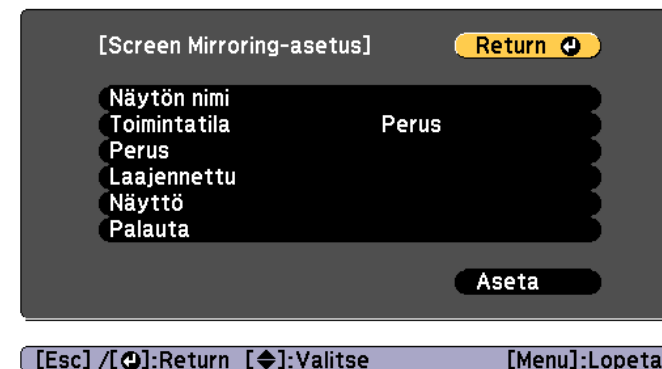 [Screen Mirroring-asetus] Return
Näytön nimi
Toimintatila Perus
Perus
Laajennettu
Näyttö
Palauta
Aseta
[Esc] /[]:Return []:Valitse [Menu]:Lopeta